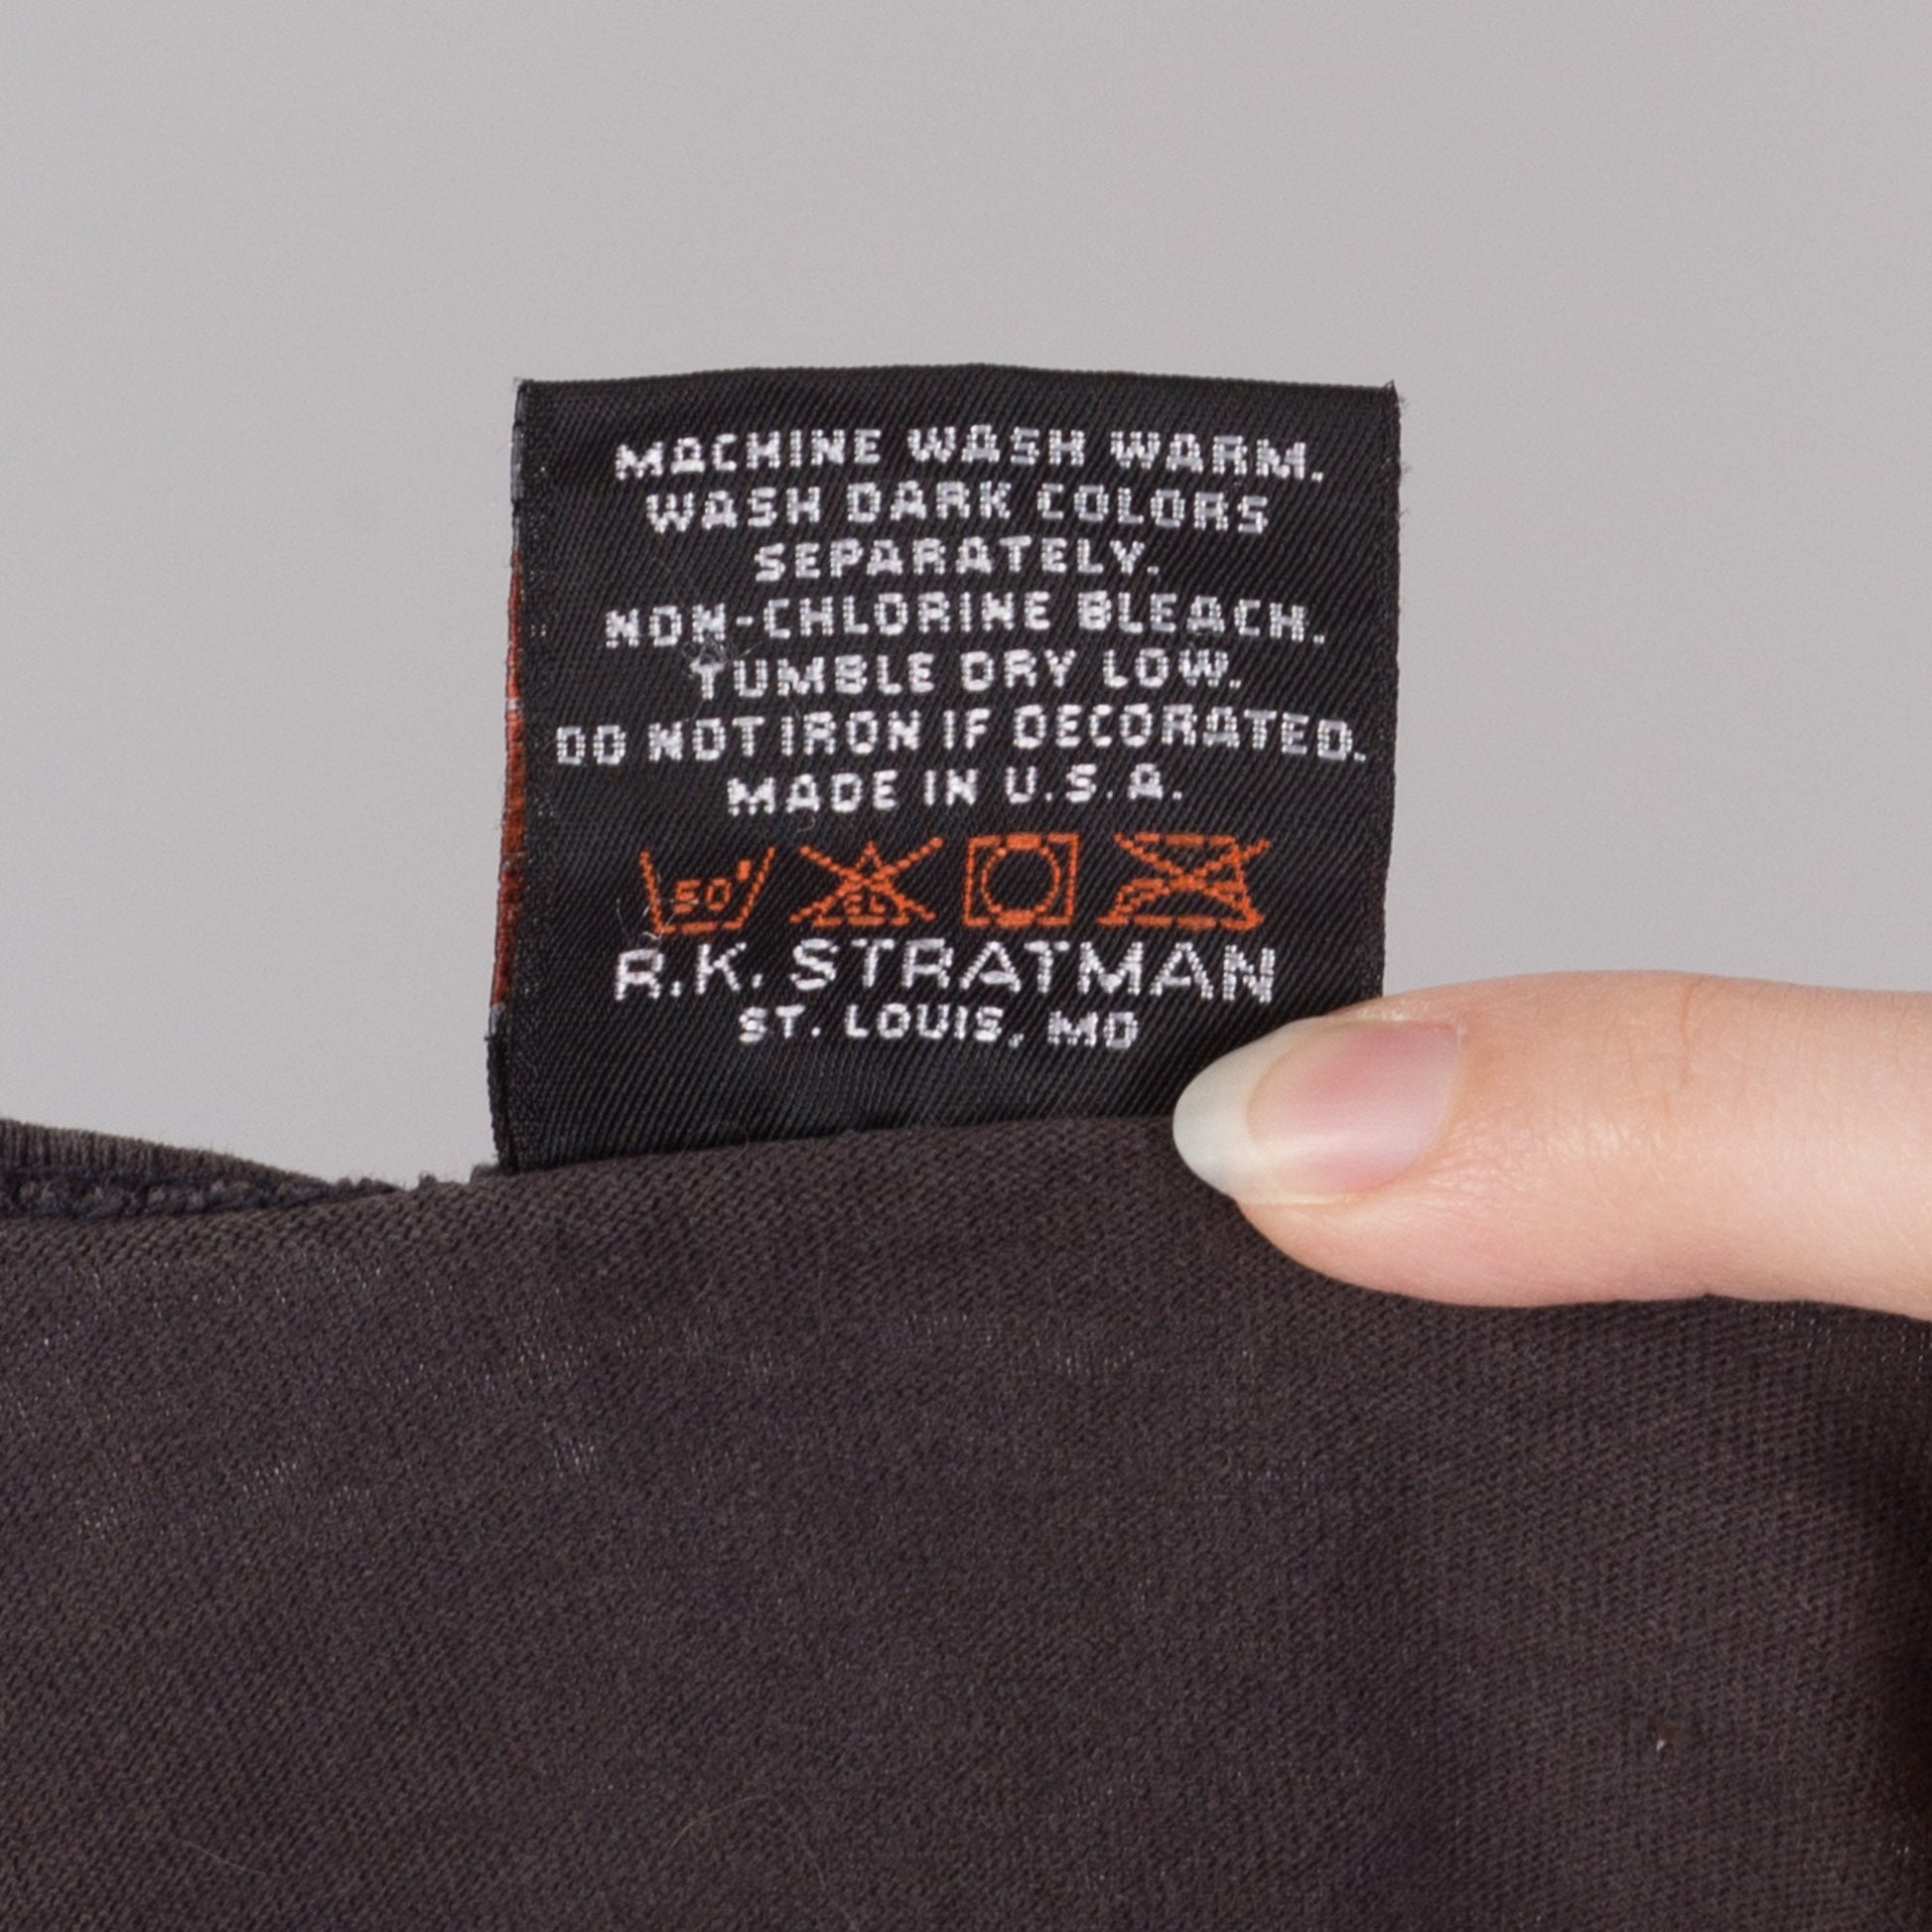 MACHINE WASH WARM.
WASH DARK COLORS
SEPARATELY.
NON-CHLORINE BLEACH.
TUMBLE DRY LOW.
DO NOT IRON IF DECORATED.
MADE IN U.S.A.
50° CL
R.K. STRATMAN
ST. LOUIS, MO